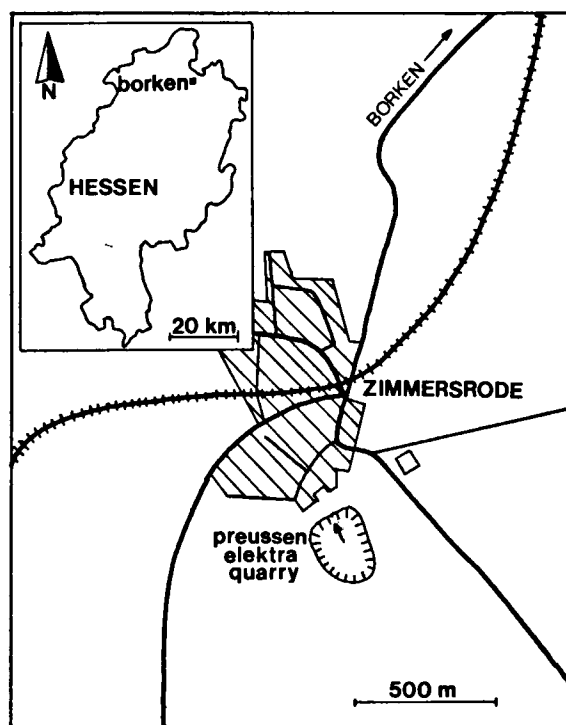 N
borken
HESSEN
20 km
BORKEN
ZIMMERSRODE
preussen
elektra
quarry
500 m